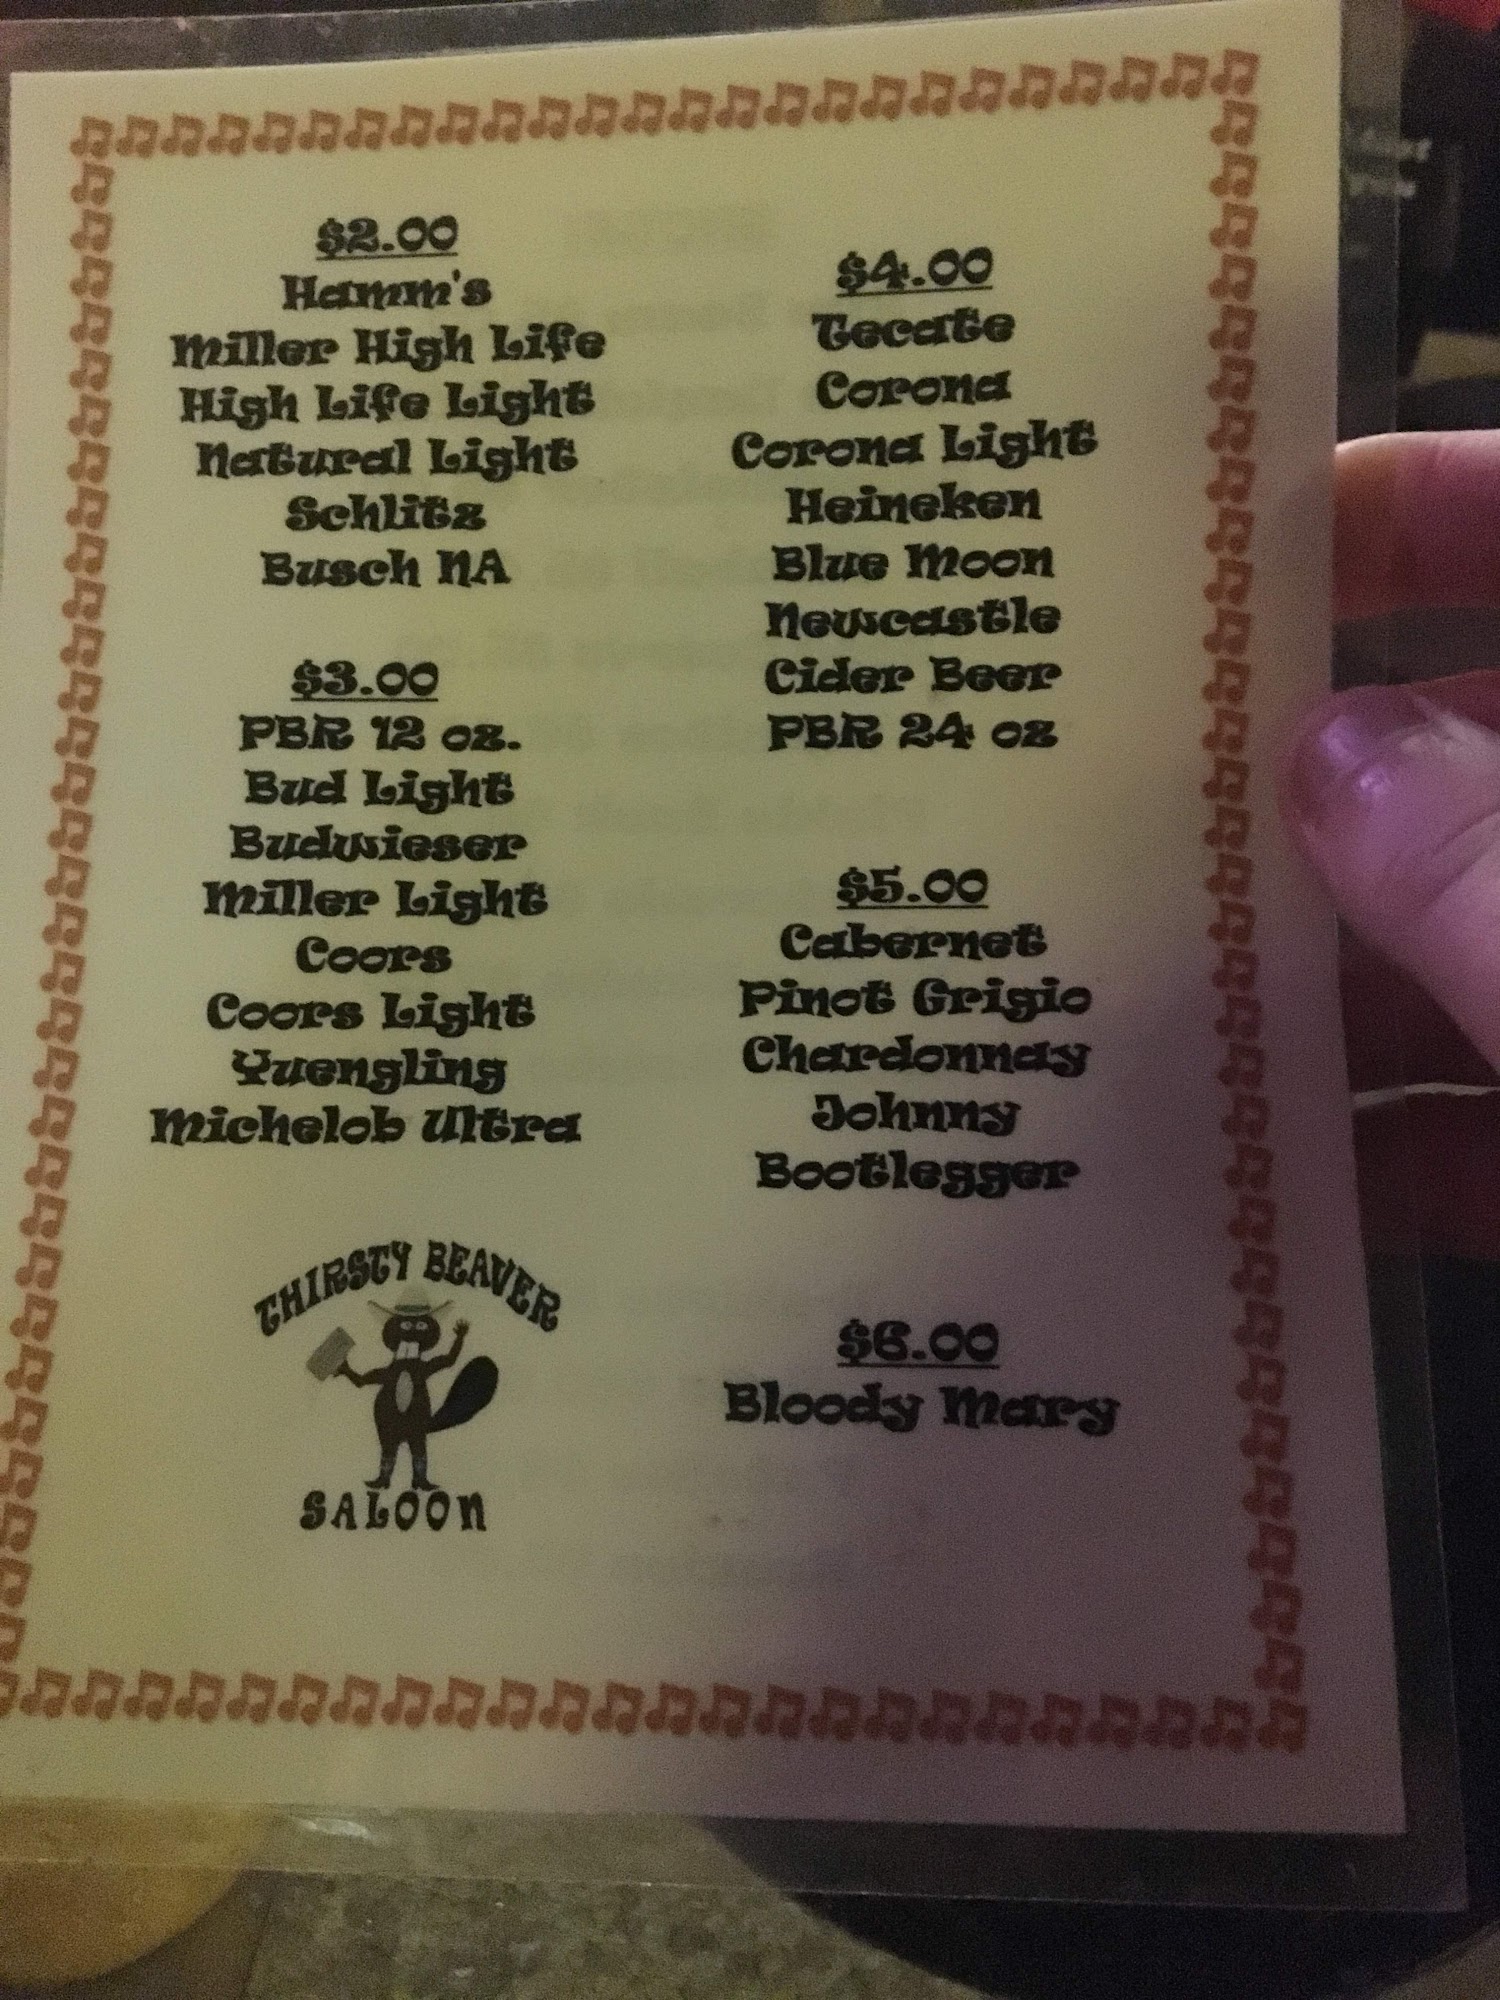 $2.00
Hamm's
Miller High Life
High Life Light
Natural Light
Schlitz
Busch NA
$3.00
PBR 12 oz.
Bud Light
Budwieser
Miller Light
Coors
Coors Light
Yuengling
Michelob Ultra
THIRSTY BEAVER
SALOON
$4.00
Tecate
Corona
Corona Light
Heineken
Blue Moon
Newcastle
Cider Beer
PBR 24 oz
$5.00
Cabernet
Pinot Grigio
Chardonnay
Johnny
Bootlegger
$6.00
Bloody Mary